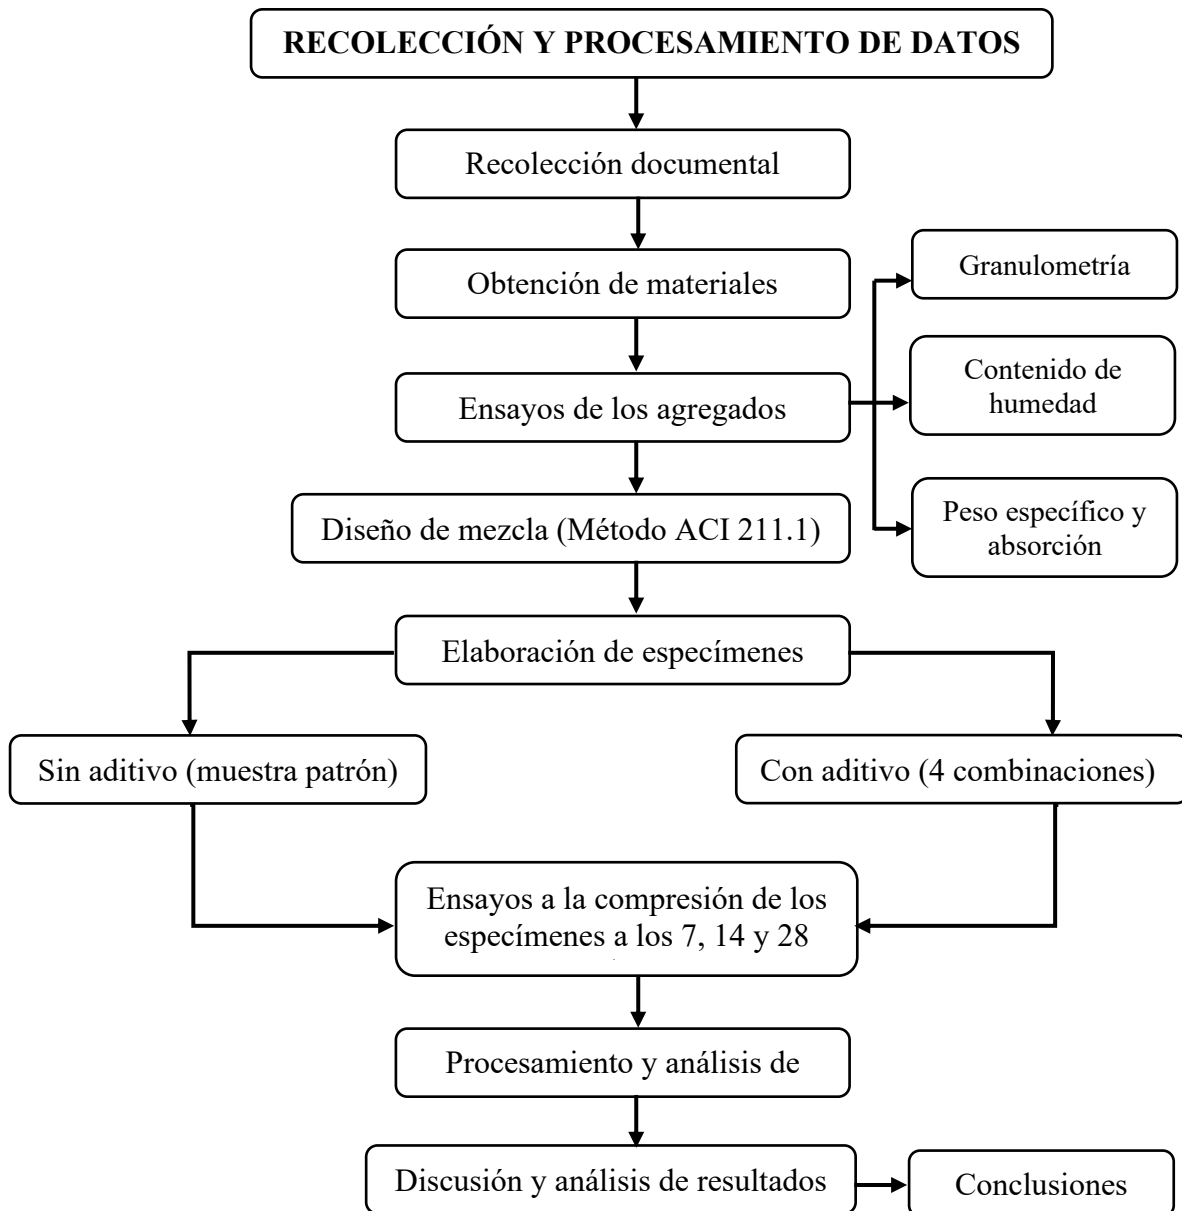 RECOLECCIÓN Y PROCESAMIENTO DE DATOS
Recolección documental
Obtención de materiales
Granulometría
Ensayos de los agregados
Contenido de
humedad
Diseño de mezcla (Método ACI 211.1)
Peso específico y
absorción
Elaboración de especímenes
Sin aditivo (muestra patrón)
Con aditivo (4 combinaciones)
Ensayos a la compresión de los
especímenes a los 7, 14 y 28
Procesamiento y análisis de
Discusión y análisis de resultados
Conclusiones